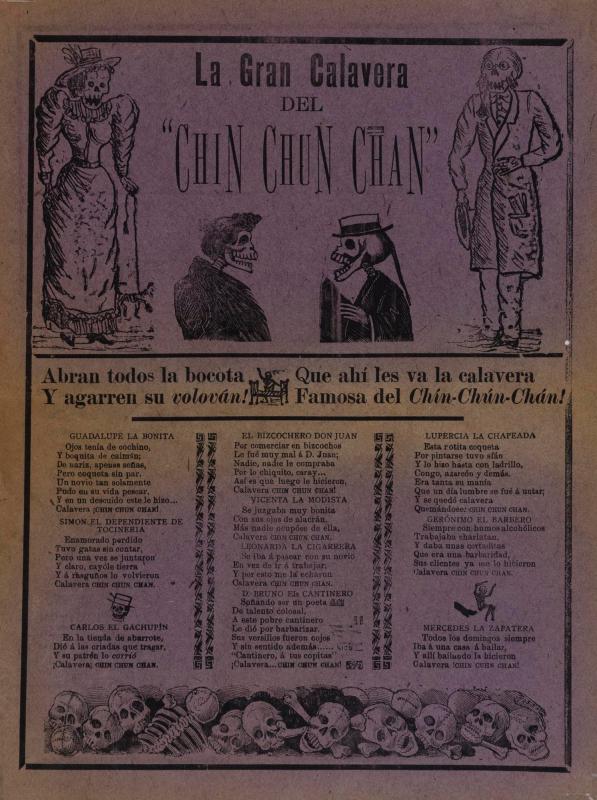 La Gran Calavera
DEL
"CHIN CHUN CHAN"
Abran todos la bocota
Y agarren su volován!
Que ahí les va la calavera
Famosa del Chín-Chún-Chán!
GUADALUPE LA BONITA
Ojos tenía de cochino,
Y boquita de caimán;
De nariz, apenas señas,
Pero coqueta sin par.
Un novio tan solamente
Pudo en su vida pescar,
Y en un descuido este le hizo...
Calavera ¡CHIN CHUN CHAN!
SIMON EL DEPENDIENTE DE
TOCINERIA
Enamorado perdido
Tuvo gatas sin contar,
Pero una vez se juntaron
Y claro, cayóle tierra
Y á rasguños lo volvieron
Calavera CHIN CHUN CHAN.
CARLOS EL GACHUPÍN
En la tienda de abarrote,
Dió á las criadas que tragar,
Y su patrón lo corrió
¡Calavera¡ CHIN CHUN CHAN.
EL BIZCOCHERO DON JUAN
Por comerciar en bizcochos
Le fué muy mal á D. Juan;
Nadie, nadie le compraba
Por lo chiquito, caray...
Así es que luego le hicieron,
Calavera ¡CHIN CHUN CHAN!
VICENTA LA MODISTA
Se juzgaba muy bonita
Con sus ojos de alacrán,
Más nadie ocupóse de ella,
Calavera CHIN CHUN CHAN.
LEONARDA LA CIGARRERA
Se iba á pasear con su novio
En vez de ir á trabajar,
Y por esto me la echaron
Calavera CHIN CHUN CHAN.
D. BRUNO EL CANTINERO
Soñando ser un poeta
De talento colosal,
A este pobre cantinero
Le dió por barbarizar.
Sus versillos fueron cojos
Y sin sentido además......
"Cantinero, á tus copitas"
¡Calavera... CHIN CHUN CHAN!
LUPERCIA LA CHAPEADA
Esta rotita coqueta
Por pintarse tuvo afán
Y lo hizo hasta con ladrillo,
Congo, azarcón y demás.
Era tanta su manía
Que un día lumbre se fué á untar;
Y se quedó calavera
Quemándose: CHIN CHUN CHAN.
GERÓNIMO EL BARBERO
Siempre con humos alcohólicos
Trabajaba charlatan,
Y daba unas cortaditas
Que era una barbaridad,
Sus clientes ya me lo hicieron
Calavera CHIN CHUN CHAN.
MERCEDES LA ZAPATERA
Todos los domingos siempre
Iba á una casa á bailar,
Y allí bailando la hicieron
Calavera ¡CHIN CHUN CHAN!